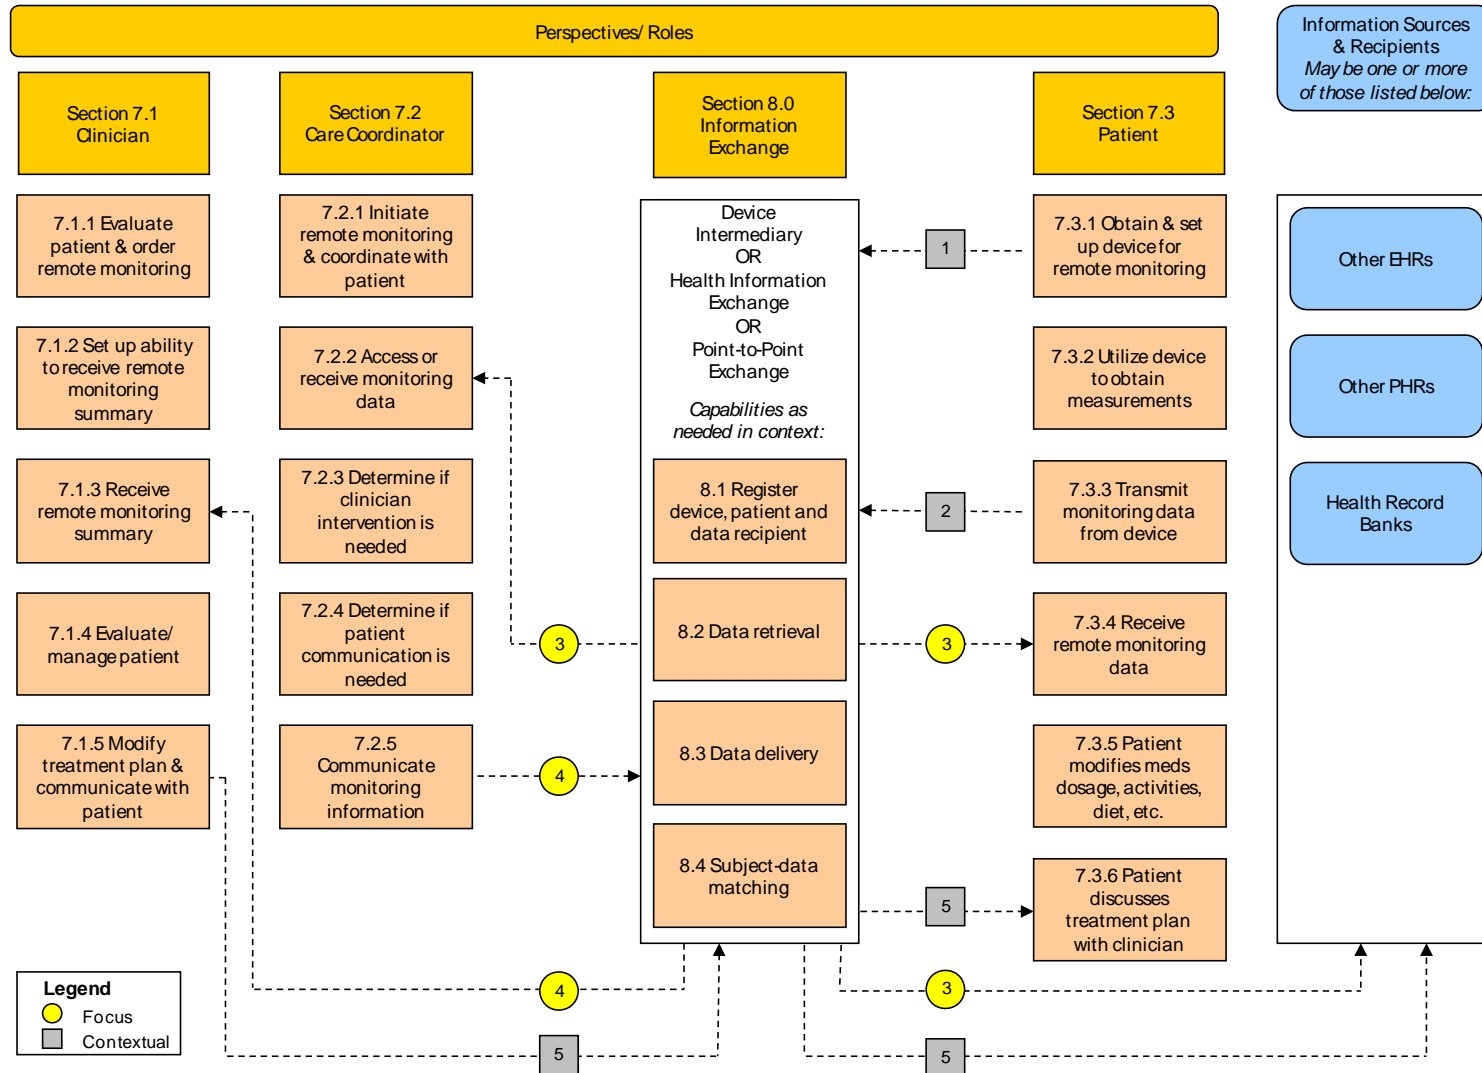 Perspectives/ Roles
Information Sources
& Recipients
May be one or more
of those listed below:
Section 7.1
Clinician
Section 7.2
Care Coordinator
Section 8.0
Information
Exchange
Section 7.3
Patient
7.1.1 Evaluate
patient & order
remote monitoring
7.1.2 Set up ability
to receive remote
monitoring
summary
7.1.3 Receive
remote monitoring
summary
7.1.4 Evaluate/
manage patient
7.1.5 Modify
treatment plan &
communicate with
patient
7.2.1 Initiate
remote monitoring
& coordinate with
patient
7.2.2 Access or
receive monitoring
data
7.2.3 Determine if
clinician
intervention is
needed
7.2.4 Determine if
patient
communication is
needed
7.2.5
Communicate
monitoring
information
3
4
4
5
Device
Intermediary
OR
Health Information
Exchange
OR
Point-to-Point
Exchange
Capabilities as
needed in context:
8.1 Register
device, patient and
data recipient
8.2 Data retrieval
8.3 Data delivery
8.4 Subject-data
matching
1
2
3
5
3
5
7.3.1 Obtain & set
up device for
remote monitoring
7.3.2 Utilize device
to obtain
measurements
7.3.3 Transmit
monitoring data
from device
7.3.4 Receive
remote monitoring
data
7.3.5 Patient
modifies meds
dosage, activities,
diet, etc.
7.3.6 Patient
discusses
treatment plan
with clinician
Other EHRs
Other PHRs
Health Record
Banks
Legend
Focus
Contextual